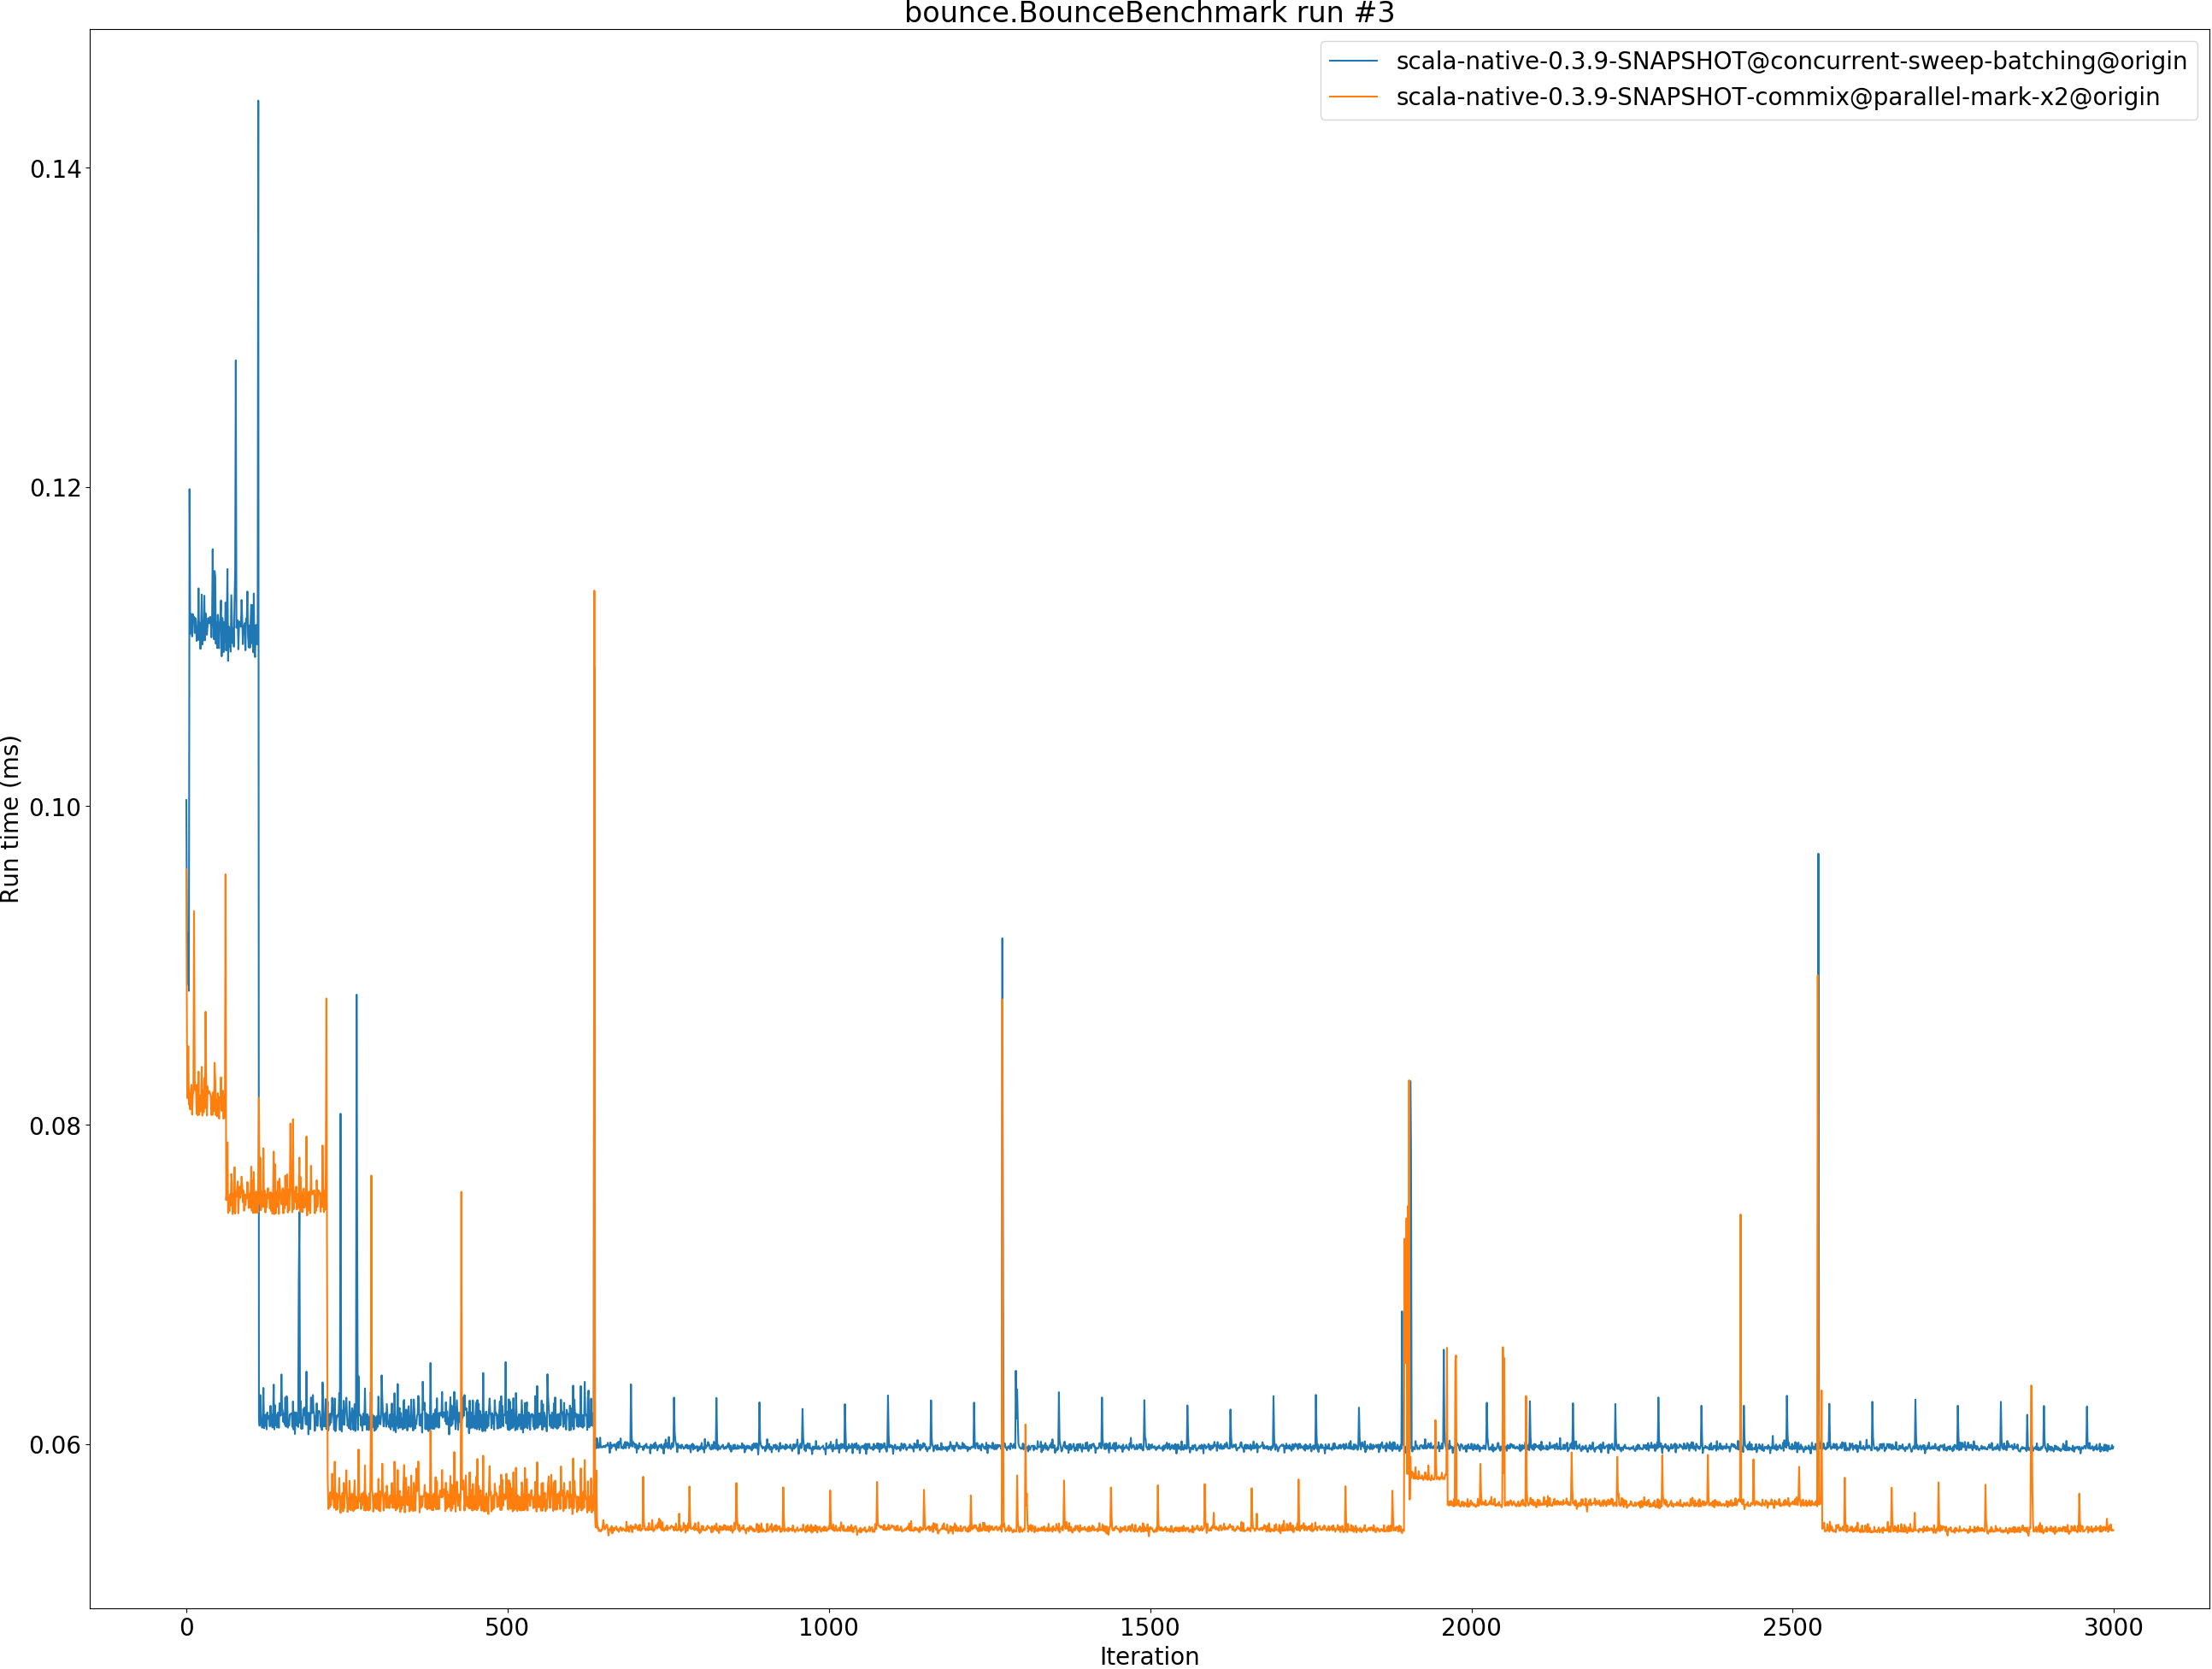 bounce.BounceBenchmark run #3
scala-native-0.3.9-SNAPSHOT@concurrent-sweep-batching@origin
scala-native-0.3.9-SNAPSHOT-commix@parallel-mark-x2@origin
0.14
0.12
0.10
0.08
0.06
Run time (ms)
0 500 1000 1500 2000 2500 3000
Iteration